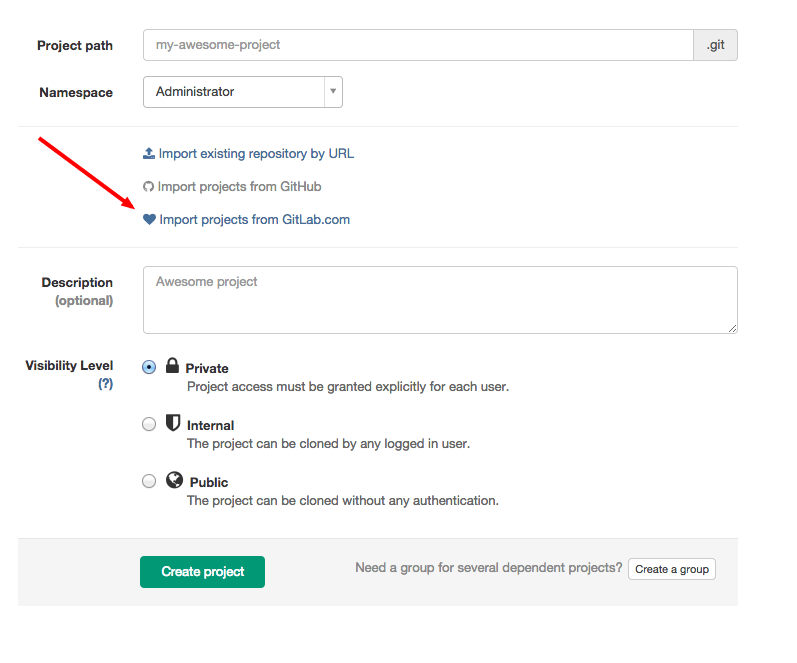 Project path my-awesome-project .git
Namespace Administrator
Import existing repository by URL
Import projects from GitHub
Import projects from GitLab.com
Description Awesome project
(optional)
Visibility Level Private
(?) Project access must be granted explicitly for each user.
Internal
The project can be cloned by any logged in user.
Public
The project can be cloned without any authentication.
Create project Need a group for several dependent projects? Create a group